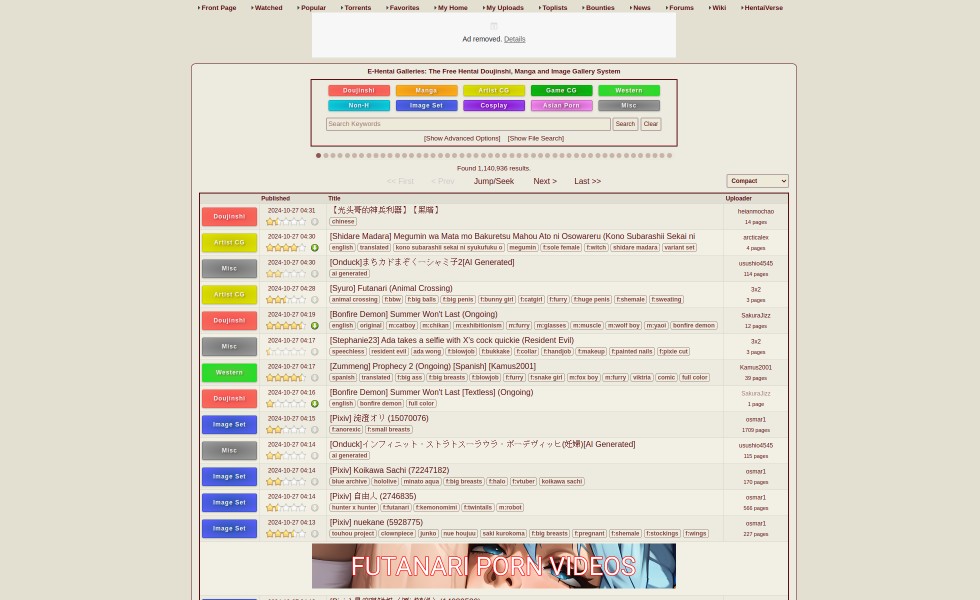 Front Page Watched Popular Torrents Favorites My Home My Uploads Toplists Bounties News Forums Wiki HentaiVerse
Ad removed. Details
E-Hentai Galleries: The Free Hentai Doujinshi, Manga and Image Gallery System
Doujinshi Manga Artist CG Game CG Western
Non-H Image Set Cosplay Asian Porn Misc
Search Keywords Search Clear
[Show Advanced Options] [Show File Search]
Found 1,140,936 results.
<< First < Prev Jump/Seek Next > Last >> Compact
Published Title Uploader
Doujinshi 2024-10-27 04:31 【光头哥的神兵利器】【黑暗】 heianmochao
chinese 14 pages
Artist CG 2024-10-27 04:30 [Shidare Madara] Megumin wa Mata mo Bakuretsu Mahou Ato ni Osowareru (Kono Subarashii Sekai ni arcticalex
english translated kono subarashii sekai ni syukufuku o megumin f:sole female f:witch shidare madara variant set 4 pages
Misc 2024-10-27 04:30 [Onduck]まちカドまぞく―シャミ子2[AI Generated] usushio4545
ai generated 114 pages
Artist CG 2024-10-27 04:28 [Syuro] Futanari (Animal Crossing) 3x2
animal crossing f:bbw f:big balls f:big penis f:bunny girl f:catgirl f:furry f:huge penis f:shemale f:sweating 3 pages
Doujinshi 2024-10-27 04:19 [Bonfire Demon] Summer Won't Last (Ongoing) SakuraJizz
english original m:catboy m:chikan m:exhibitionism m:furry m:glasses m:muscle m:wolf boy m:yaoi bonfire demon 12 pages
Misc 2024-10-27 04:17 [Stephanie23] Ada takes a selfie with X's cock quickie (Resident Evil) 3x2
speechless resident evil ada wong f:blowjob f:bukkake f:collar f:handjob f:makeup f:painted nails f:pixie cut 3 pages
Western 2024-10-27 04:17 [Zummeng] Prophecy 2 (Ongoing) [Spanish] [Kamus2001] Kamus2001
spanish translated f:big ass f:big breasts f:blowjob f:furry f:snake girl m:fox boy m:furry viktria comic full color 39 pages
Doujinshi 2024-10-27 04:16 [Bonfire Demon] Summer Won't Last [Textless] (Ongoing) SakuraJizz
english bonfire demon full color 1 page
Image Set 2024-10-27 04:15 [Pixiv] 淀渡オリ (15070076) osmar1
f:anorexic f:small breasts 1709 pages
Misc 2024-10-27 04:14 [Onduck]インフィニット・ストラトス―ラウラ・ボーデヴィッヒ(妊婦)[AI Generated] usushio4545
ai generated 115 pages
Image Set 2024-10-27 04:14 [Pixiv] Koikawa Sachi (72247182) osmar1
blue archive hololive minato aqua f:big breasts f:halo f:vtuber koikawa sachi 170 pages
Image Set 2024-10-27 04:14 [Pixiv] 自由人 (2746835) osmar1
hunter x hunter f:futanari f:kemonomimi f:twintails m:robot 566 pages
Image Set 2024-10-27 04:13 [Pixiv] nuekane (5928775) osmar1
touhou project clownpiece junko nue houjuu saki kurokoma f:big breasts f:pregnant f:shemale f:stockings f:wings 227 pages
FUTANARI PORN VIDEOS